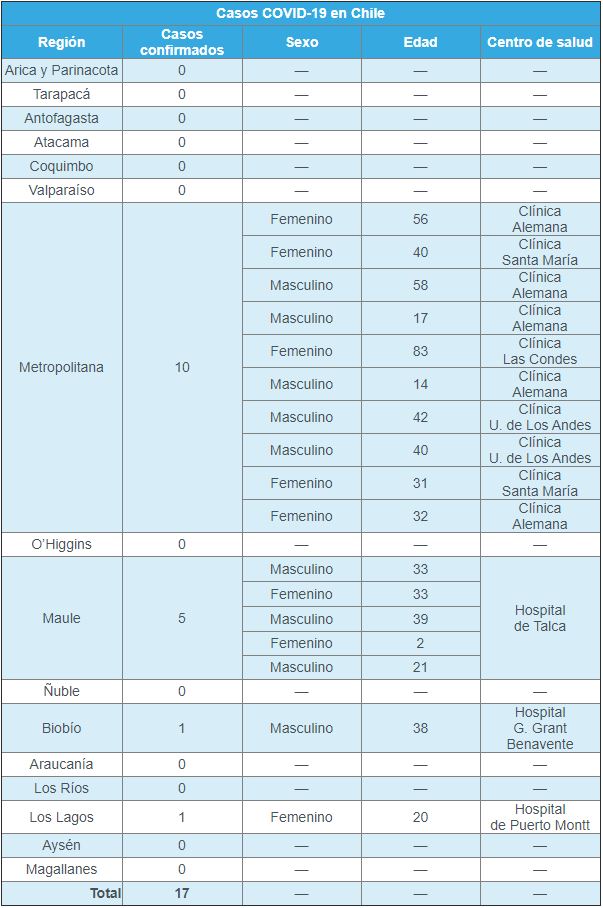 Casos COVID-19 en Chile
Región Casos confirmados Sexo Edad Centro de salud
Arica y Parinacota 0 — — —
Tarapacá 0 — — —
Antofagasta 0 — — —
Atacama 0 — — —
Coquimbo 0 — — —
Valparaíso 0 — — —
Metropolitana 10
Femenino 56 Clínica Alemana
Femenino 40 Clínica Santa María
Masculino 58 Clínica Alemana
Masculino 17 Clínica Alemana
Femenino 83 Clínica Las Condes
Masculino 14 Clínica Alemana
Masculino 42 Clínica U. de Los Andes
Masculino 40 Clínica U. de Los Andes
Femenino 31 Clínica Santa María
Femenino 32 Clínica Alemana
O’Higgins 0 — — —
Maule 5
Masculino 33
Femenino 33
Masculino 39
Femenino 2
Masculino 21
Hospital de Talca
Ñuble 0 — — —
Biobío 1 Masculino 38 Hospital G. Grant Benavente
Araucanía 0 — — —
Los Ríos 0 — — —
Los Lagos 1 Femenino 20 Hospital de Puerto Montt
Aysén 0 — — —
Magallanes 0 — — —
Total 17 — — —